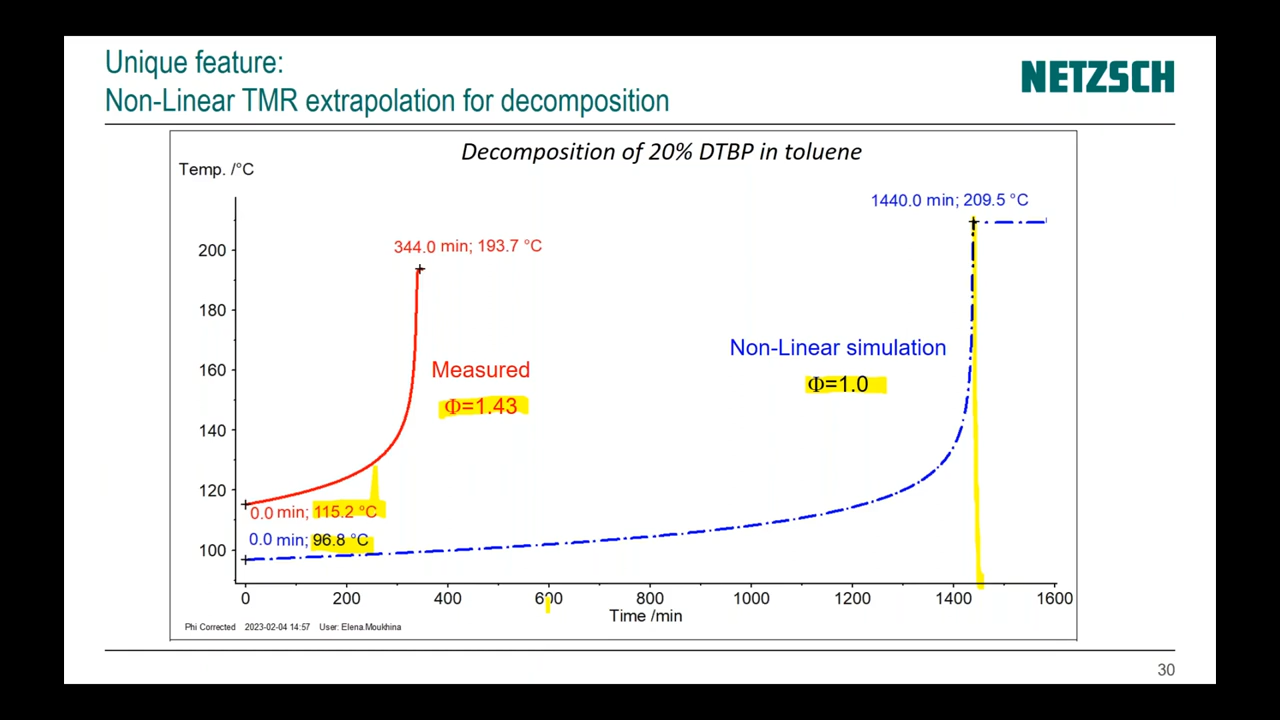 Unique feature:
Non-Linear TMR extrapolation for decomposition
NETZSCH
Decomposition of 20% DTBP in toluene
Temp. /°C
1440.0 min; 209.5 °C
344.0 min; 193.7 °C
200
180
160
140
120
100
Non-Linear simulation
Φ=1.0
Measured
Φ=1.43
0.0 min; 115.2 °C
0.0 min; 96.8 °C
0 200 400 600 800 1000 1200 1400 1600
Time /min
Phi Corrected 2023-02-04 14:57 User: Elena.Moukhina
30